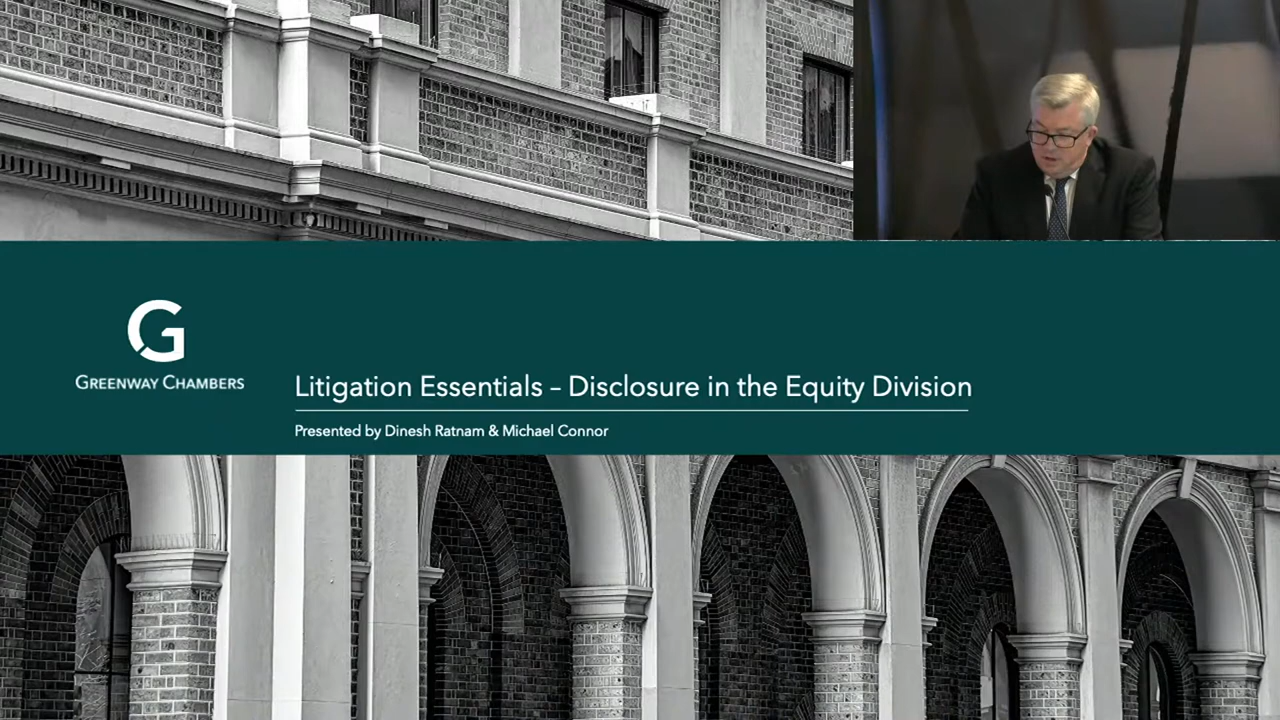 G
GREENWAY CHAMBERS
Litigation Essentials – Disclosure in the Equity Division
Presented by Dinesh Ratnam & Michael Connor